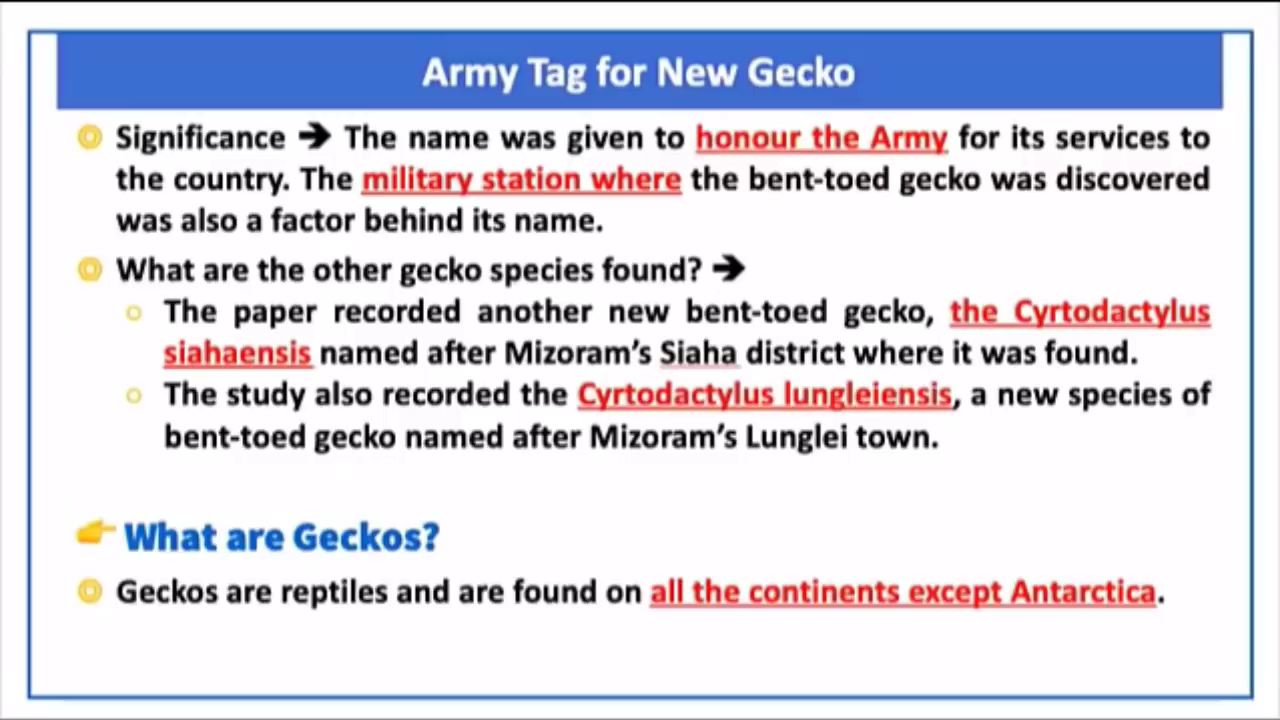 Army Tag for New Gecko
Significance ➔ The name was given to honour the Army for its services to
the country. The military station where the bent-toed gecko was discovered
was also a factor behind its name.
What are the other gecko species found? ➔
The paper recorded another new bent-toed gecko, the Cyrtodactylus
siahaensis named after Mizoram’s Siaha district where it was found.
The study also recorded the Cyrtodactylus lungleiensis, a new species of
bent-toed gecko named after Mizoram’s Lunglei town.
What are Geckos?
Geckos are reptiles and are found on all the continents except Antarctica.